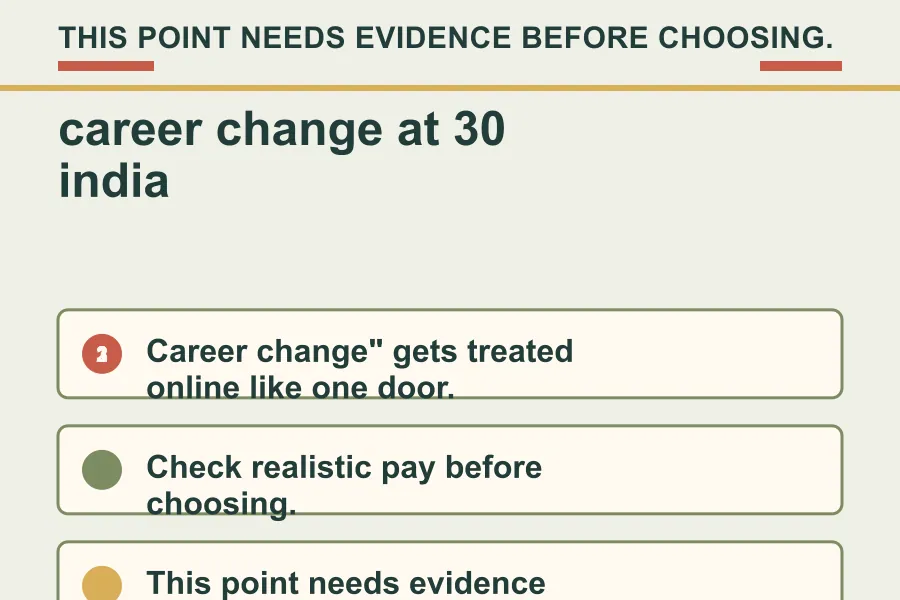 THIS POINT NEEDS EVIDENCE BEFORE CHOOSING.
career change at 30
india
Career change" gets treated
online like one door.
Check realistic pay before
choosing.
This point needs evidence